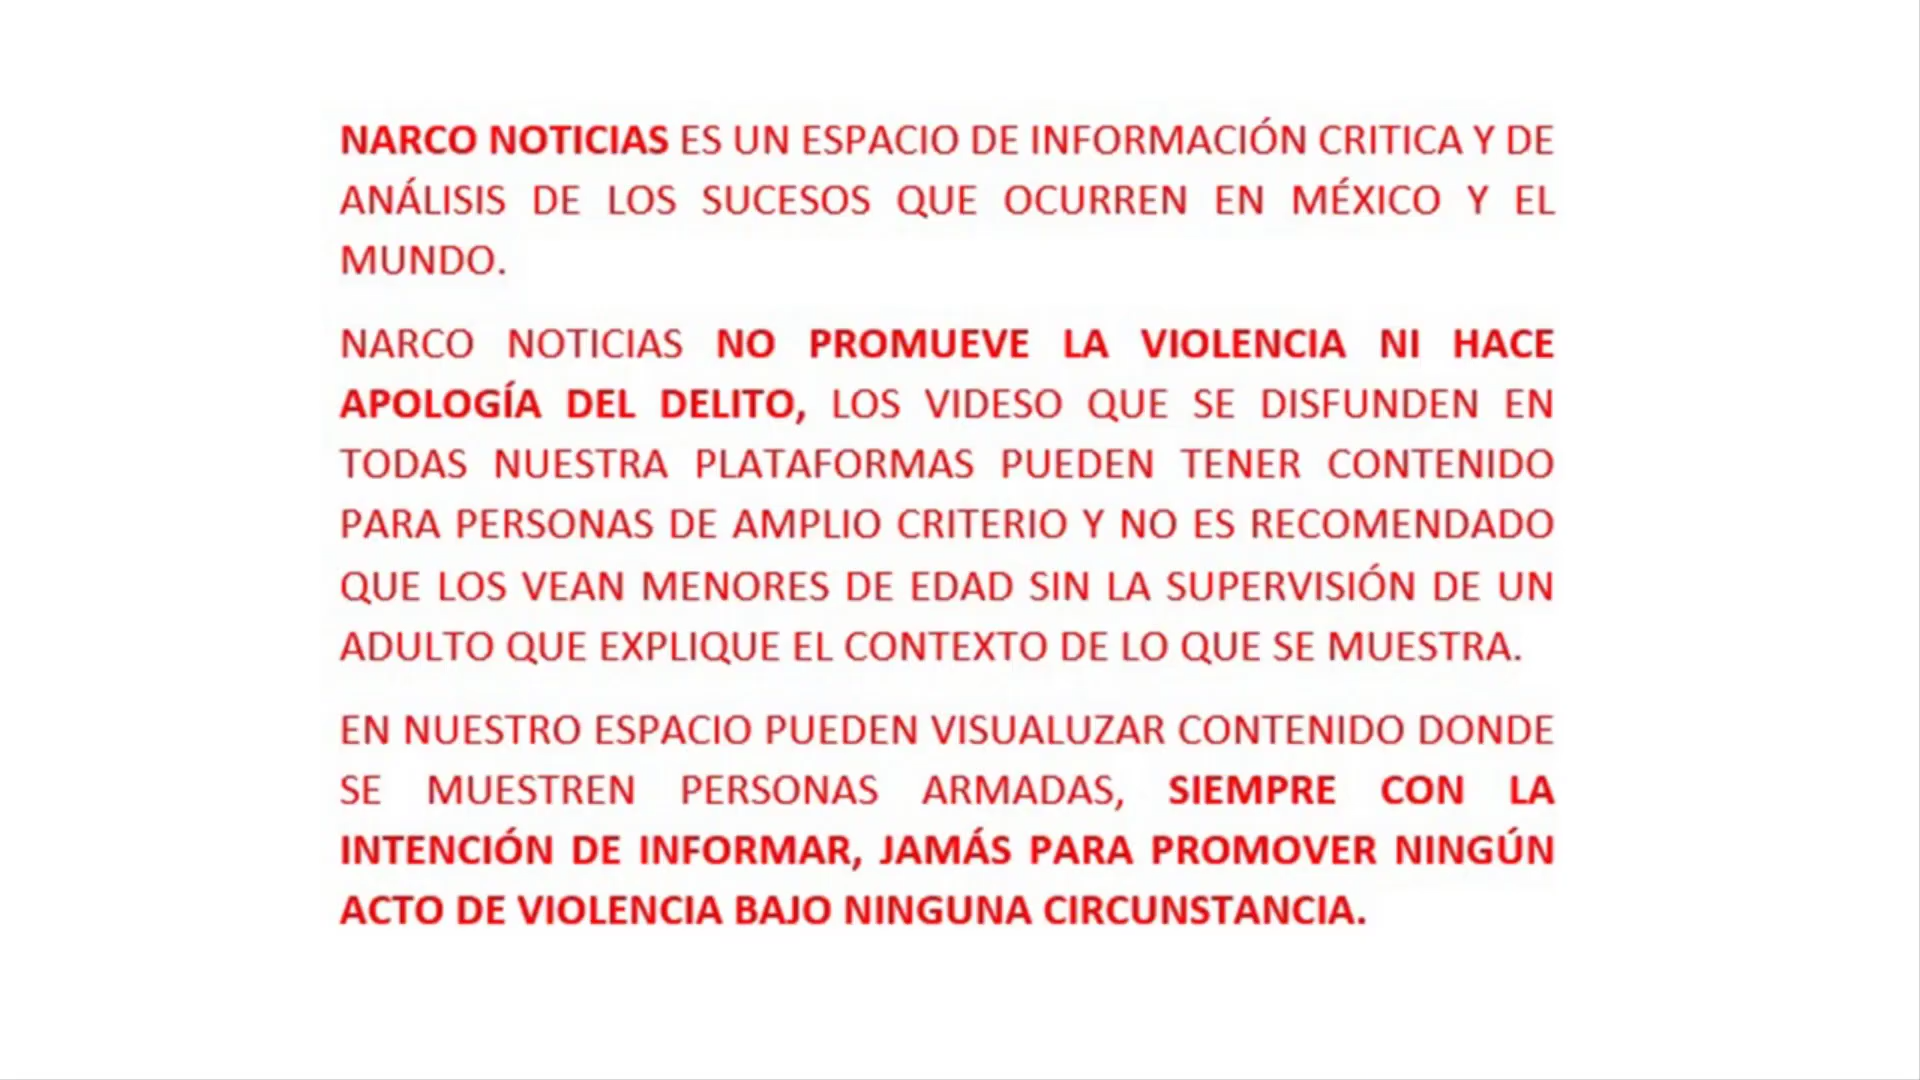 NARCO NOTICIAS ES UN ESPACIO DE INFORMACIÓN CRITICA Y DE
ANÁLISIS DE LOS SUCESOS QUE OCURREN EN MÉXICO Y EL
MUNDO.
NARCO NOTICIAS NO PROMUEVE LA VIOLENCIA NI HACE
APOLOGÍA DEL DELITO, LOS VIDESO QUE SE DISFUNDEN EN
TODAS NUESTRA PLATAFORMAS PUEDEN TENER CONTENIDO
PARA PERSONAS DE AMPLIO CRITERIO Y NO ES RECOMENDADO
QUE LOS VEAN MENORES DE EDAD SIN LA SUPERVISIÓN DE UN
ADULTO QUE EXPLIQUE EL CONTEXTO DE LO QUE SE MUESTRA.
EN NUESTRO ESPACIO PUEDEN VISUALUZAR CONTENIDO DONDE
SE MUESTREN PERSONAS ARMADAS, SIEMPRE CON LA
INTENCIÓN DE INFORMAR, JAMÁS PARA PROMOVER NINGÚN
ACTO DE VIOLENCIA BAJO NINGUNA CIRCUNSTANCIA.